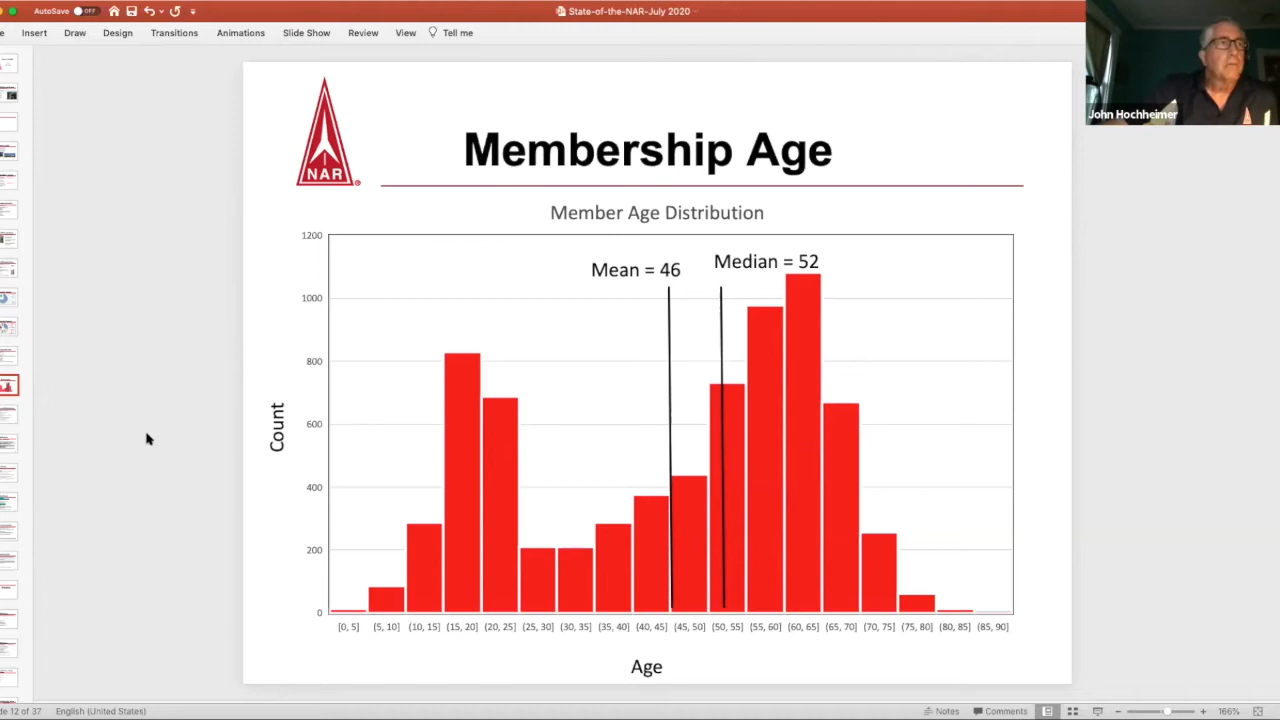 AutoSave OFF
State-of-the-NAR-July 2020
Insert Draw Design Transitions Animations Slide Show Review View Tell me
John Hochheimer
NAR
®
Membership Age
Member Age Distribution
1200
Mean = 46
Median = 52
1000
800
600
400
200
0
Count
[0, 5] (5, 10] (10, 15] (15, 20] (20, 25] (25, 30] (30, 35] (35, 40] (40, 45] (45, 50] (50, 55] (55, 60] (60, 65] (65, 70] (70, 75] (75, 80] (80, 85] (85, 90]
Age
de 12 of 37 English (United States) Notes Comments 166%